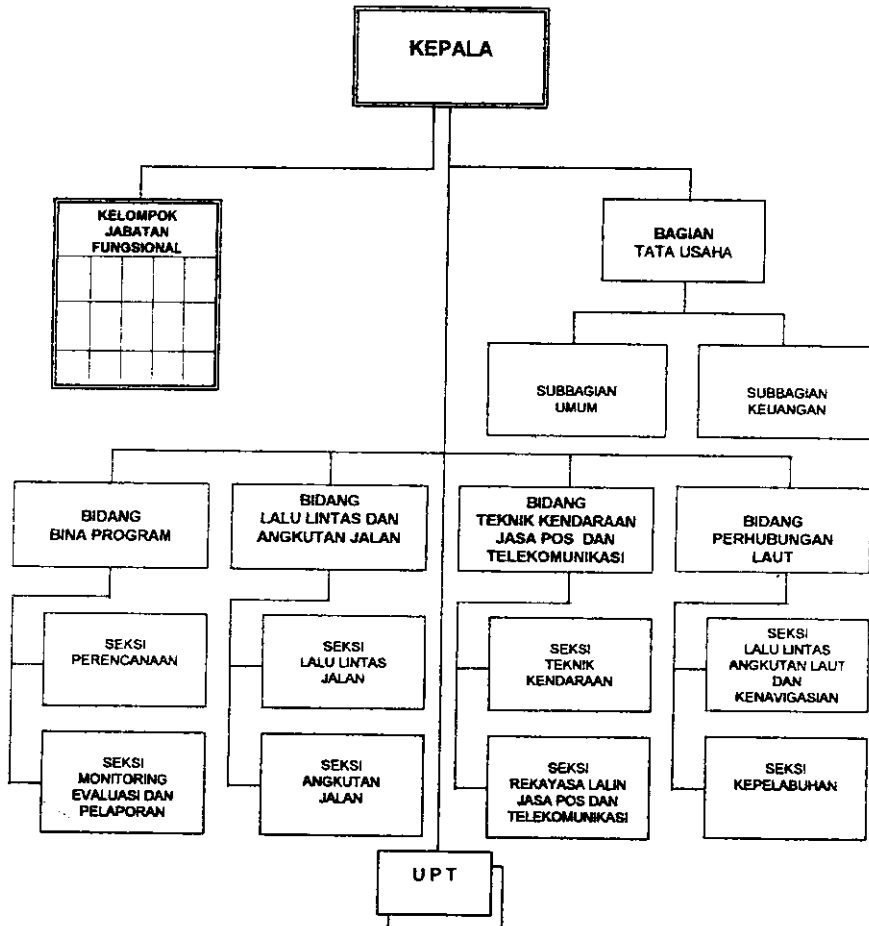 KEPALA
KELOMPOK
JABATAN
FUNGSIONAL
BAGIAN
TATA USAHA
SUBBAGIAN
UMUM
SUBBAGIAN
KEUANGAN
BIDANG
BINA PROGRAM
BIDANG
LALU LINTAS DAN
ANGKUTAN JALAN
BIDANG
TEKNIK KENDARAAN
JASA POS DAN
TELEKOMUNIKASI
BIDANG
PERHUBUNGAN
LAUT
SEKSI
PERENCANAAN
SEKSI
LALU LINTAS
JALAN
SEKSI
TEKNIK
KENDARAAN
SEKSI
LALU LINTAS
ANGKUTAN LAUT
DAN
KENAVIGASIAN
SEKSI
MONITORING
EVALUASI DAN
PELAPORAN
SEKSI
ANGKUTAN
JALAN
SEKSI
REKAYASA LALIN
JASA POS DAN
TELEKOMUNIKASI
SEKSI
KEPELABUHAN
UPT